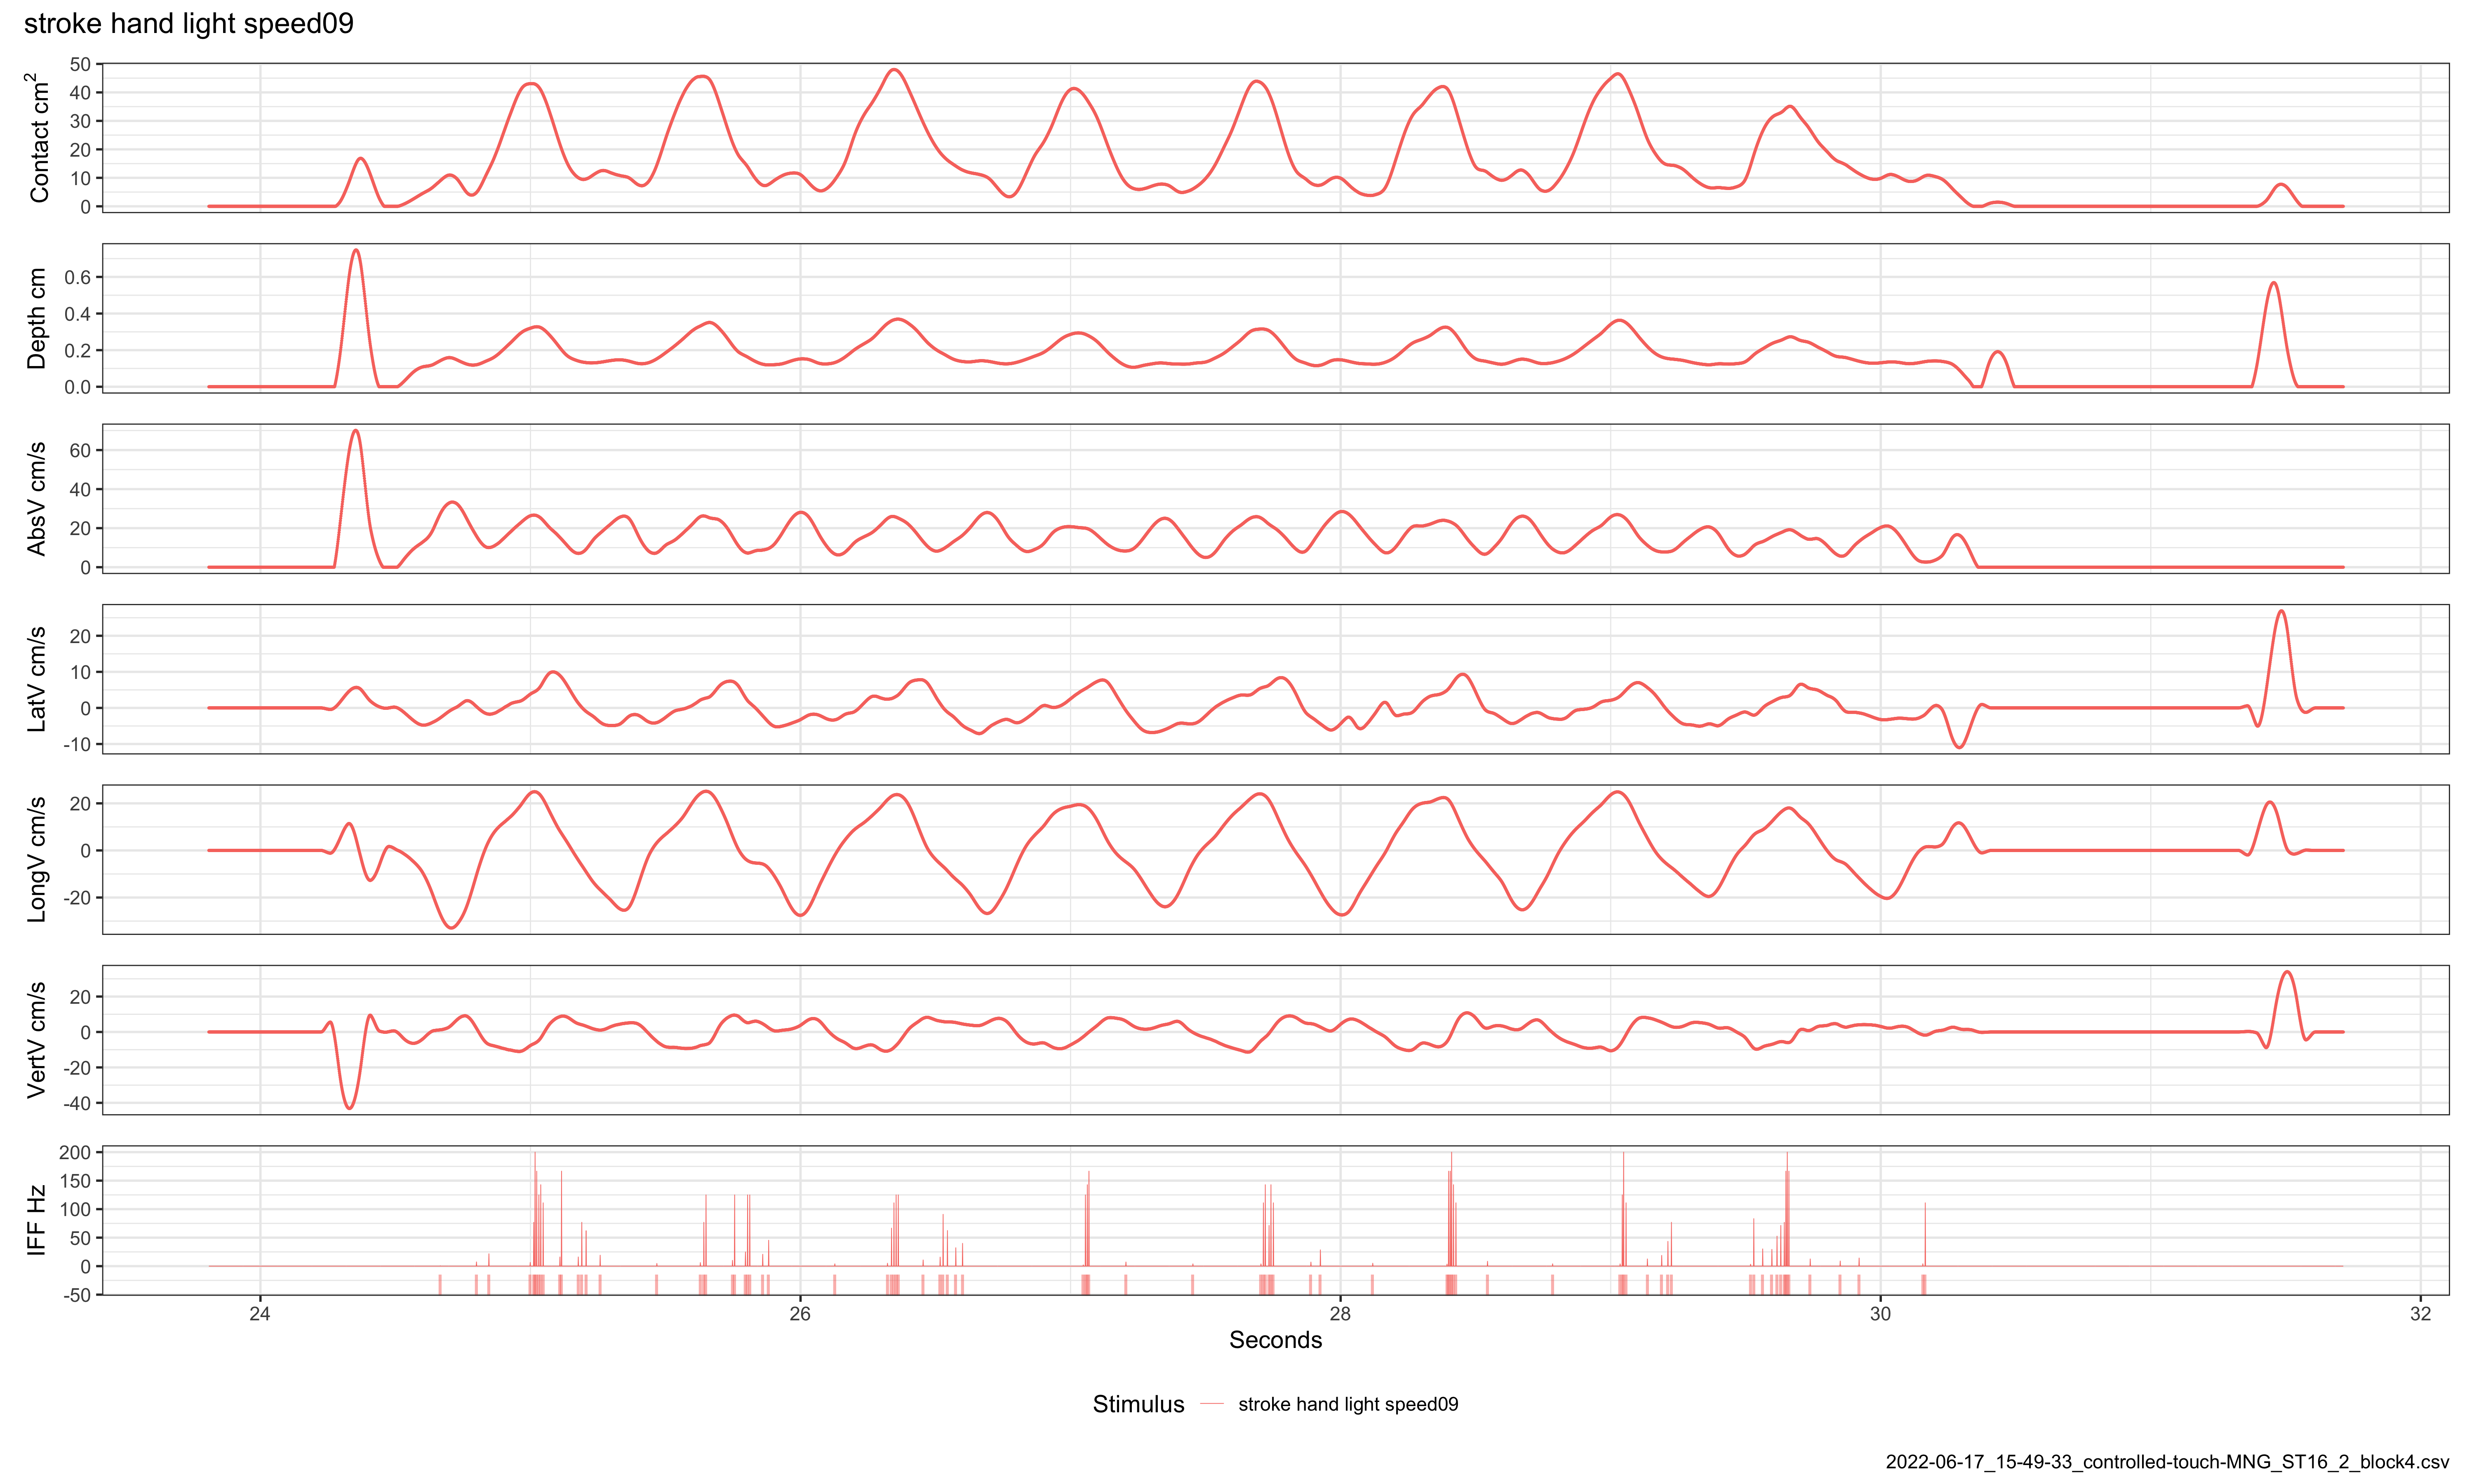 stroke hand light speed09
Contact cm2
50
40
30
20
10
0
Depth cm
0.6
0.4
0.2
0.0
AbsV cm/s
60
40
20
0
LatV cm/s
20
10
0
-10
LongV cm/s
20
0
-20
VertV cm/s
20
0
-20
-40
IFF Hz
200
150
100
50
0
-50
24 26 28 30 32
Seconds
Stimulus stroke hand light speed09
2022-06-17_15-49-33_controlled-touch-MNG_ST16_2_block4.csv